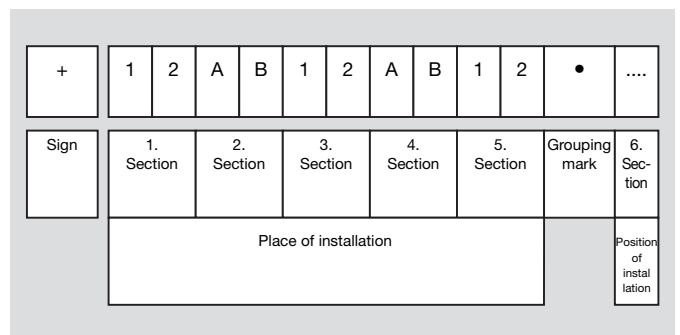 + 1 2 A B 1 2 A B 1 2 • ....
Sign
1.
Section
2.
Section
3.
Section
4.
Section
5.
Section
Grouping
mark
6.
Sec-
tion
Place of installation
Position
of
instal
lation